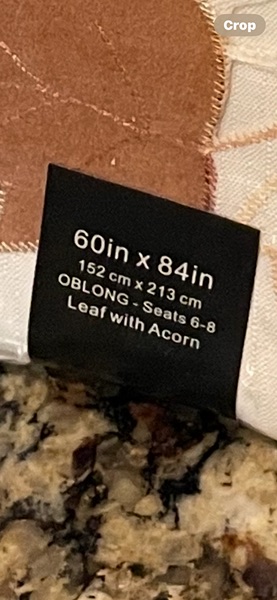 Crop
60in x 84in
152 cm x 213 cm
OBLONG - Seats 6-8
Leaf with Acorn